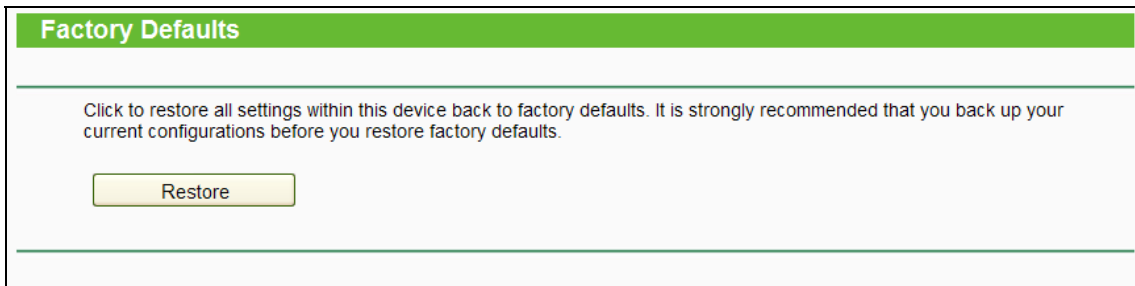 Factory Defaults
Click to restore all settings within this device back to factory defaults. It is strongly recommended that you back up your
current configurations before you restore factory defaults.
Restore